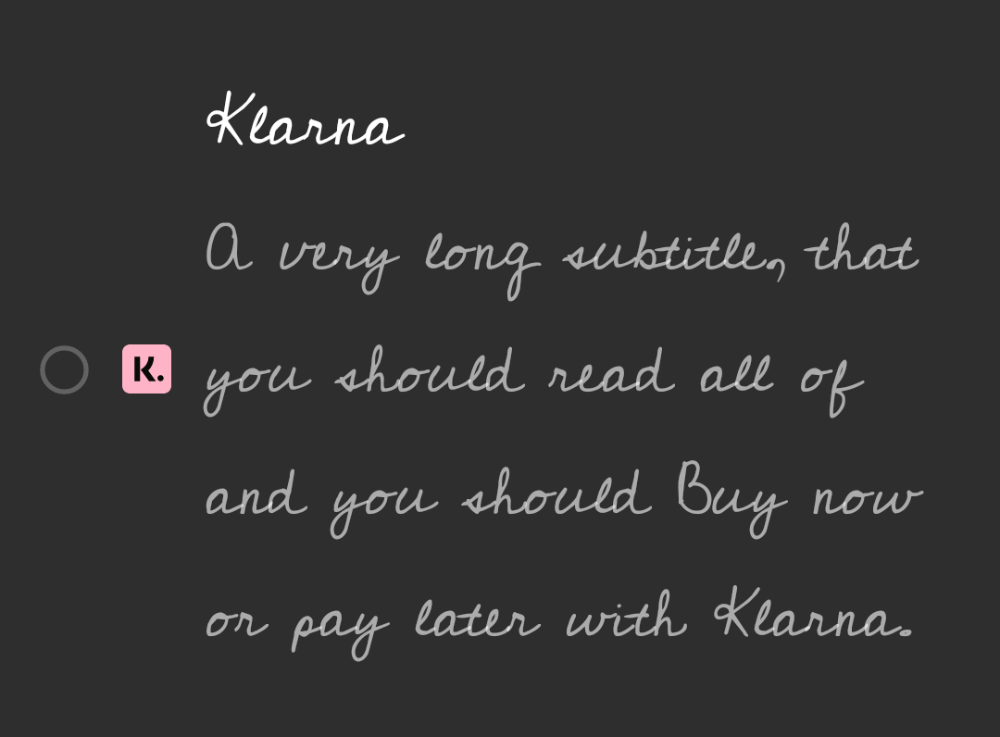 Klarna
A very long subtitle, that
K. you should read all of
and you should Buy now
or pay later with Klarna.